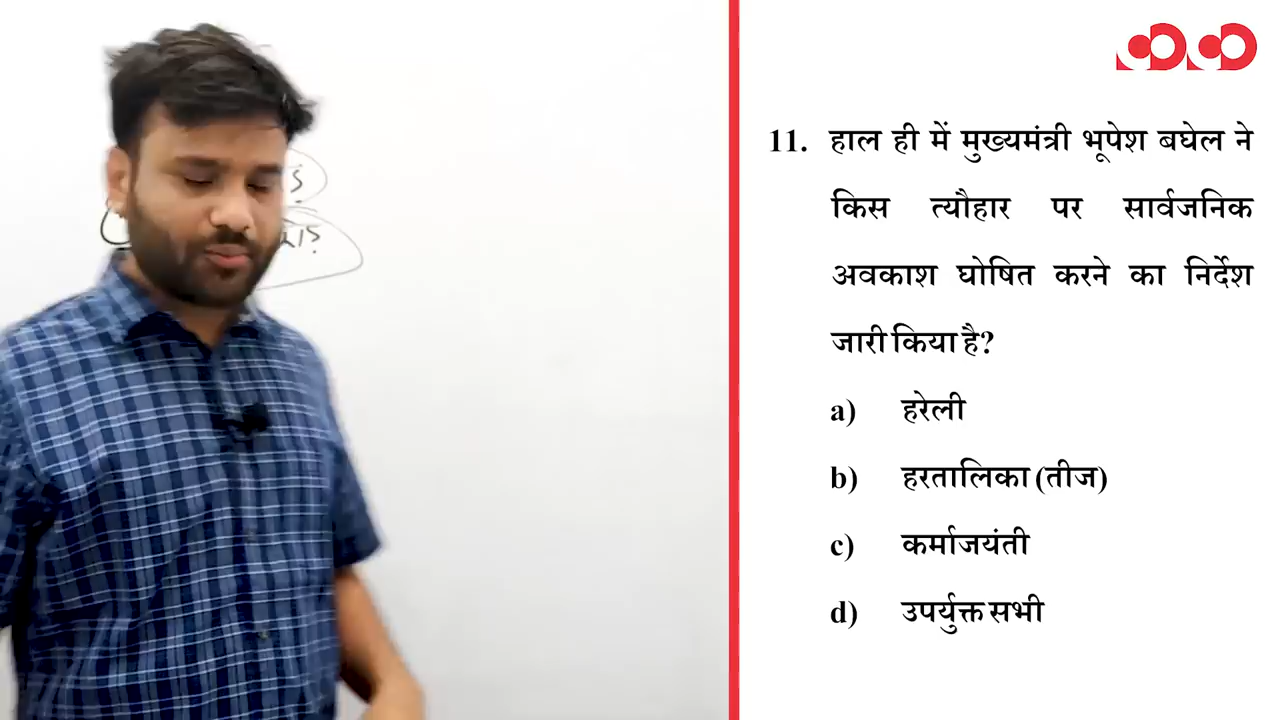 11. हाल ही में मुख्यमंत्री भूपेश बघेल ने
किस त्यौहार पर सार्वजनिक
अवकाश घोषित करने का निर्देश
जारी किया है?
a) हरेली
b) हरतालिका (तीज)
c) कर्माजयंती
d) उपर्युक्त सभी